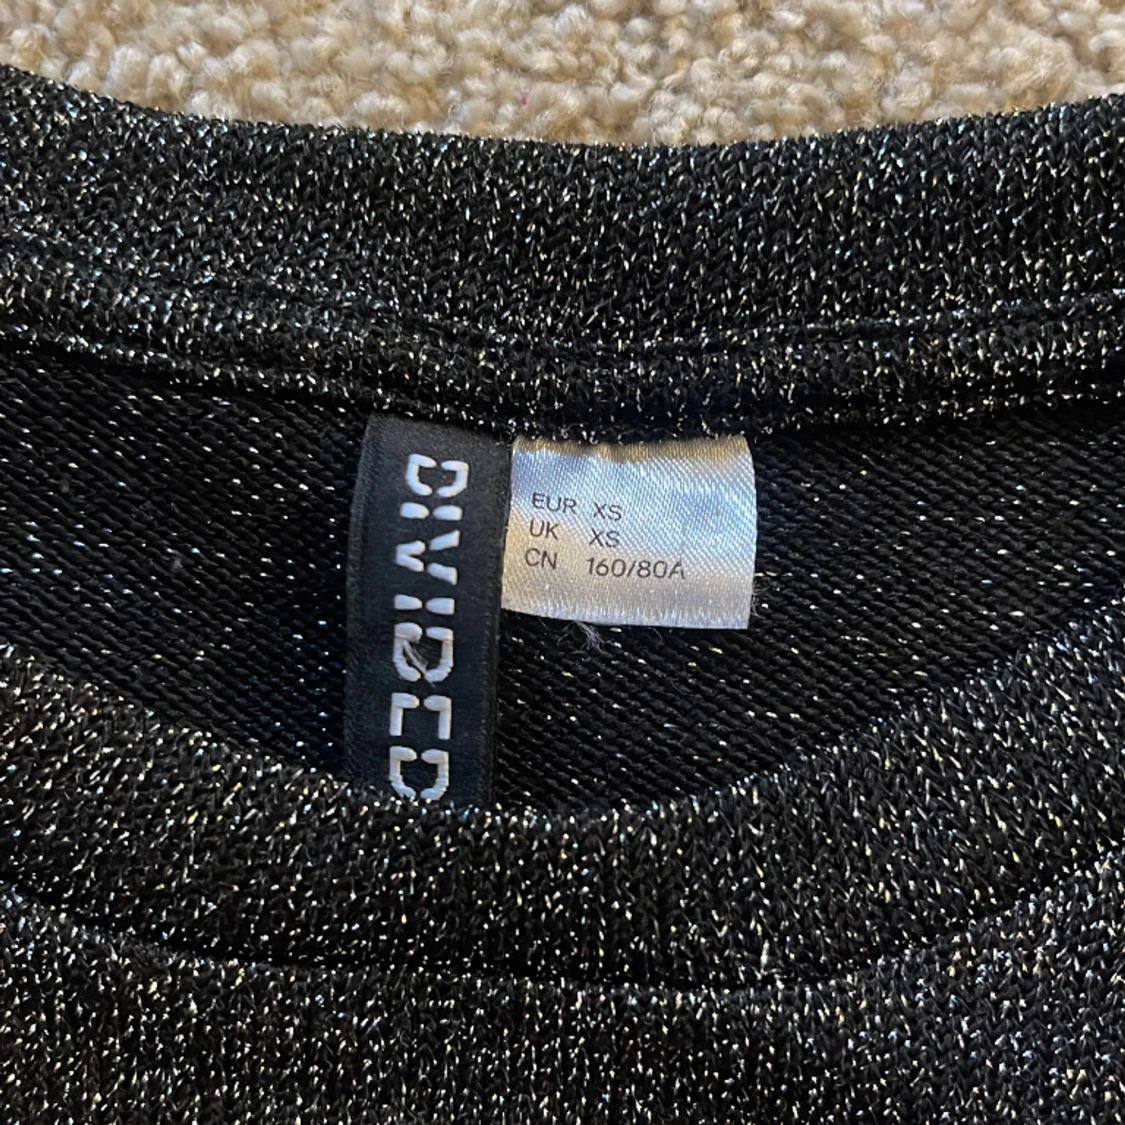 DIVIDED
EUR XS
UK XS
CN 160/80A